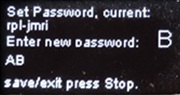 Set Password, current:
rpl-jmri
Enter new password: B
AB
save/exit press Stop.